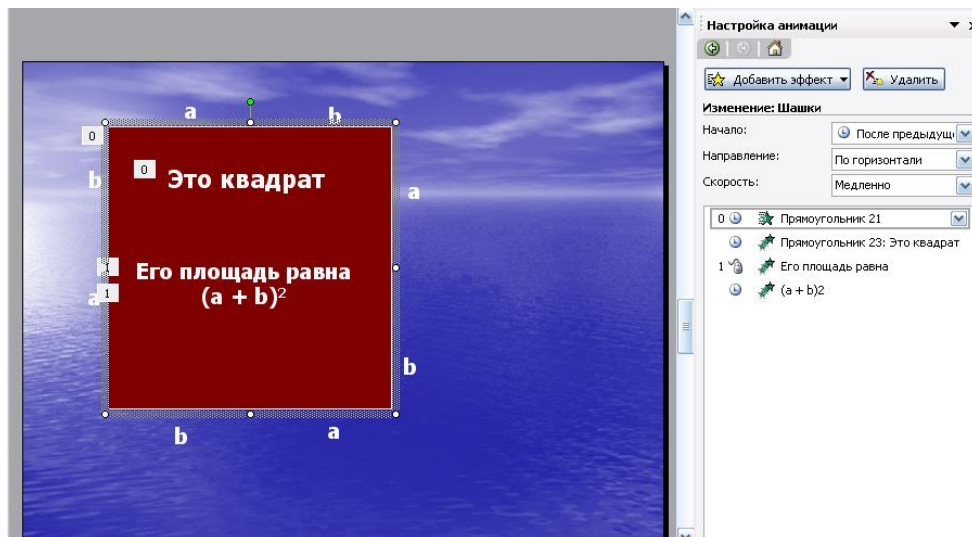 Настройка анимации
Добавить эффект
Удалить
Изменение: Шашки
Начало:
После предыдущ
Направление:
По горизонтали
Скорость:
Медленно
0 Прямоугольник 21
Прямоугольник 23: Это квадрат
1 Его площадь равна
(a + b)2
a
b
0
0
b
Это квадрат
a
1
Его площадь равна
a
1
(a + b)²
b
b
a